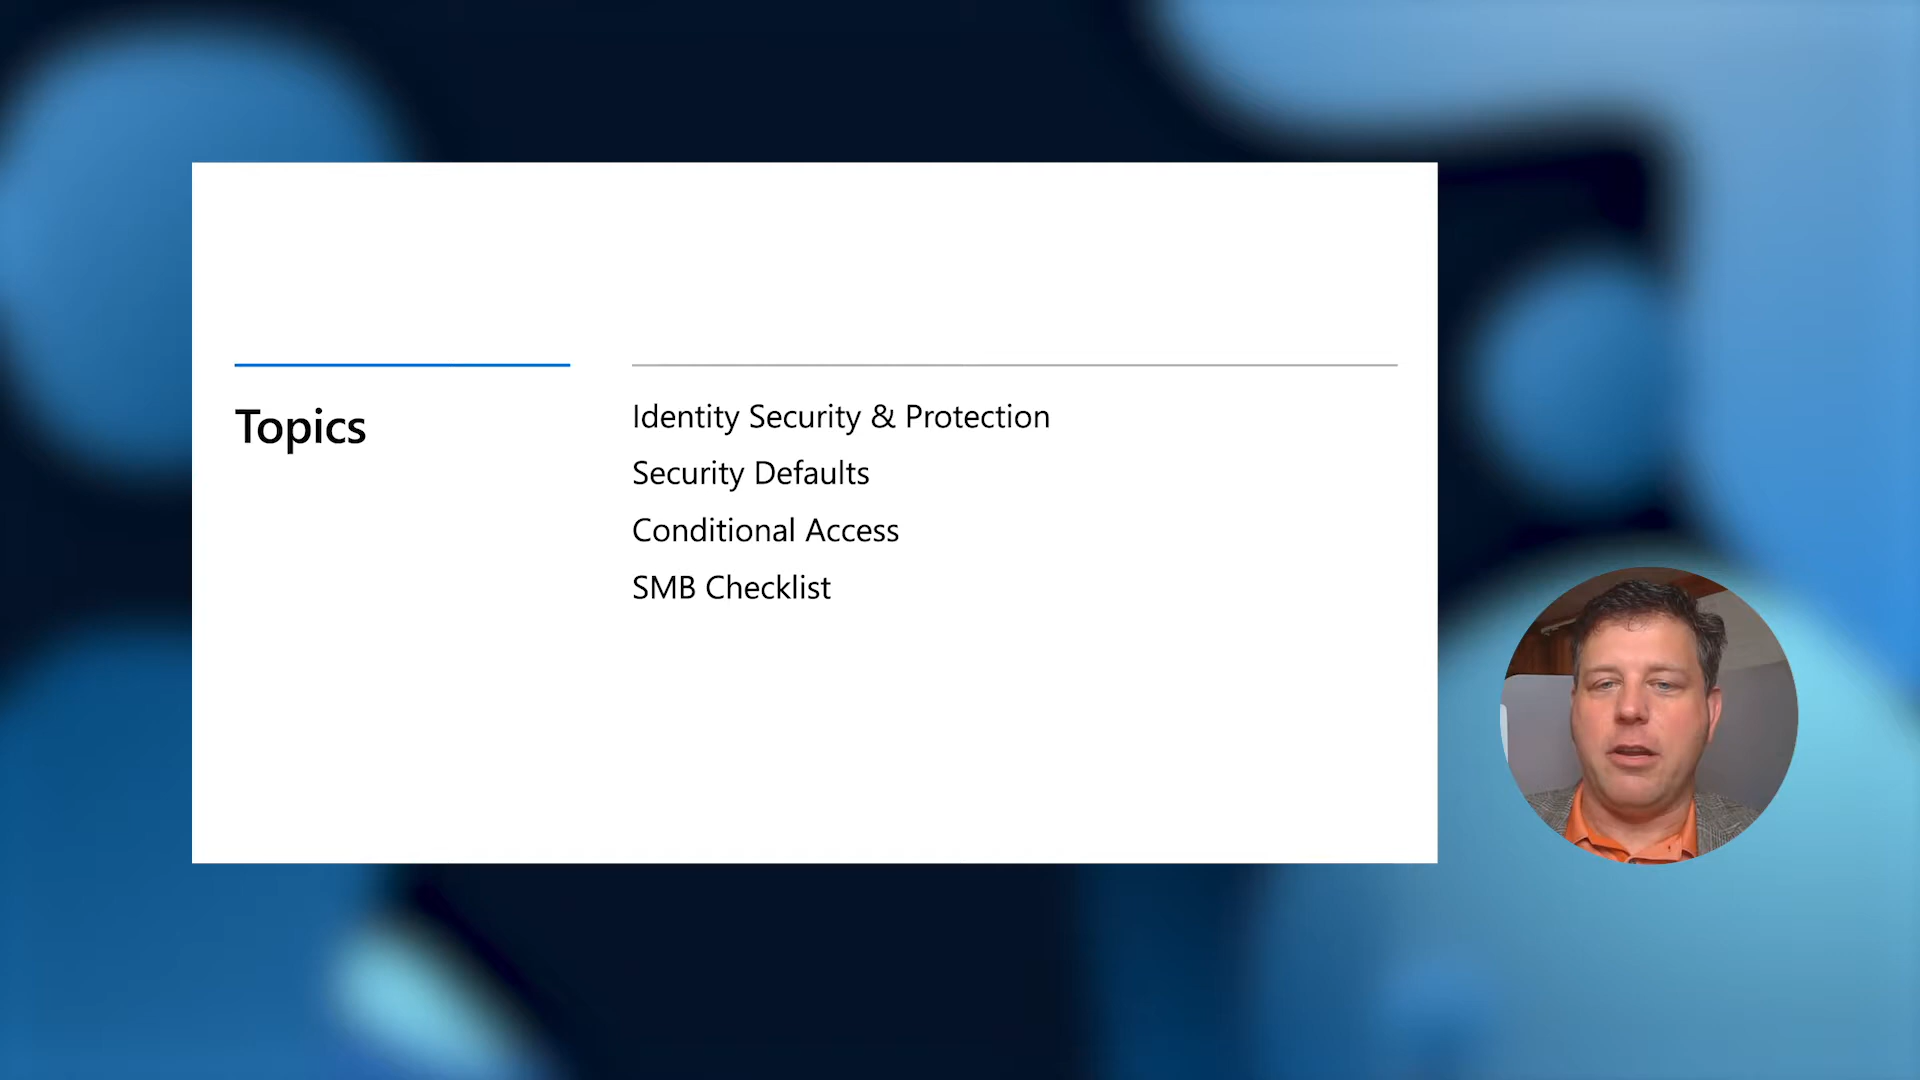 Topics
Identity Security & Protection
Security Defaults
Conditional Access
SMB Checklist